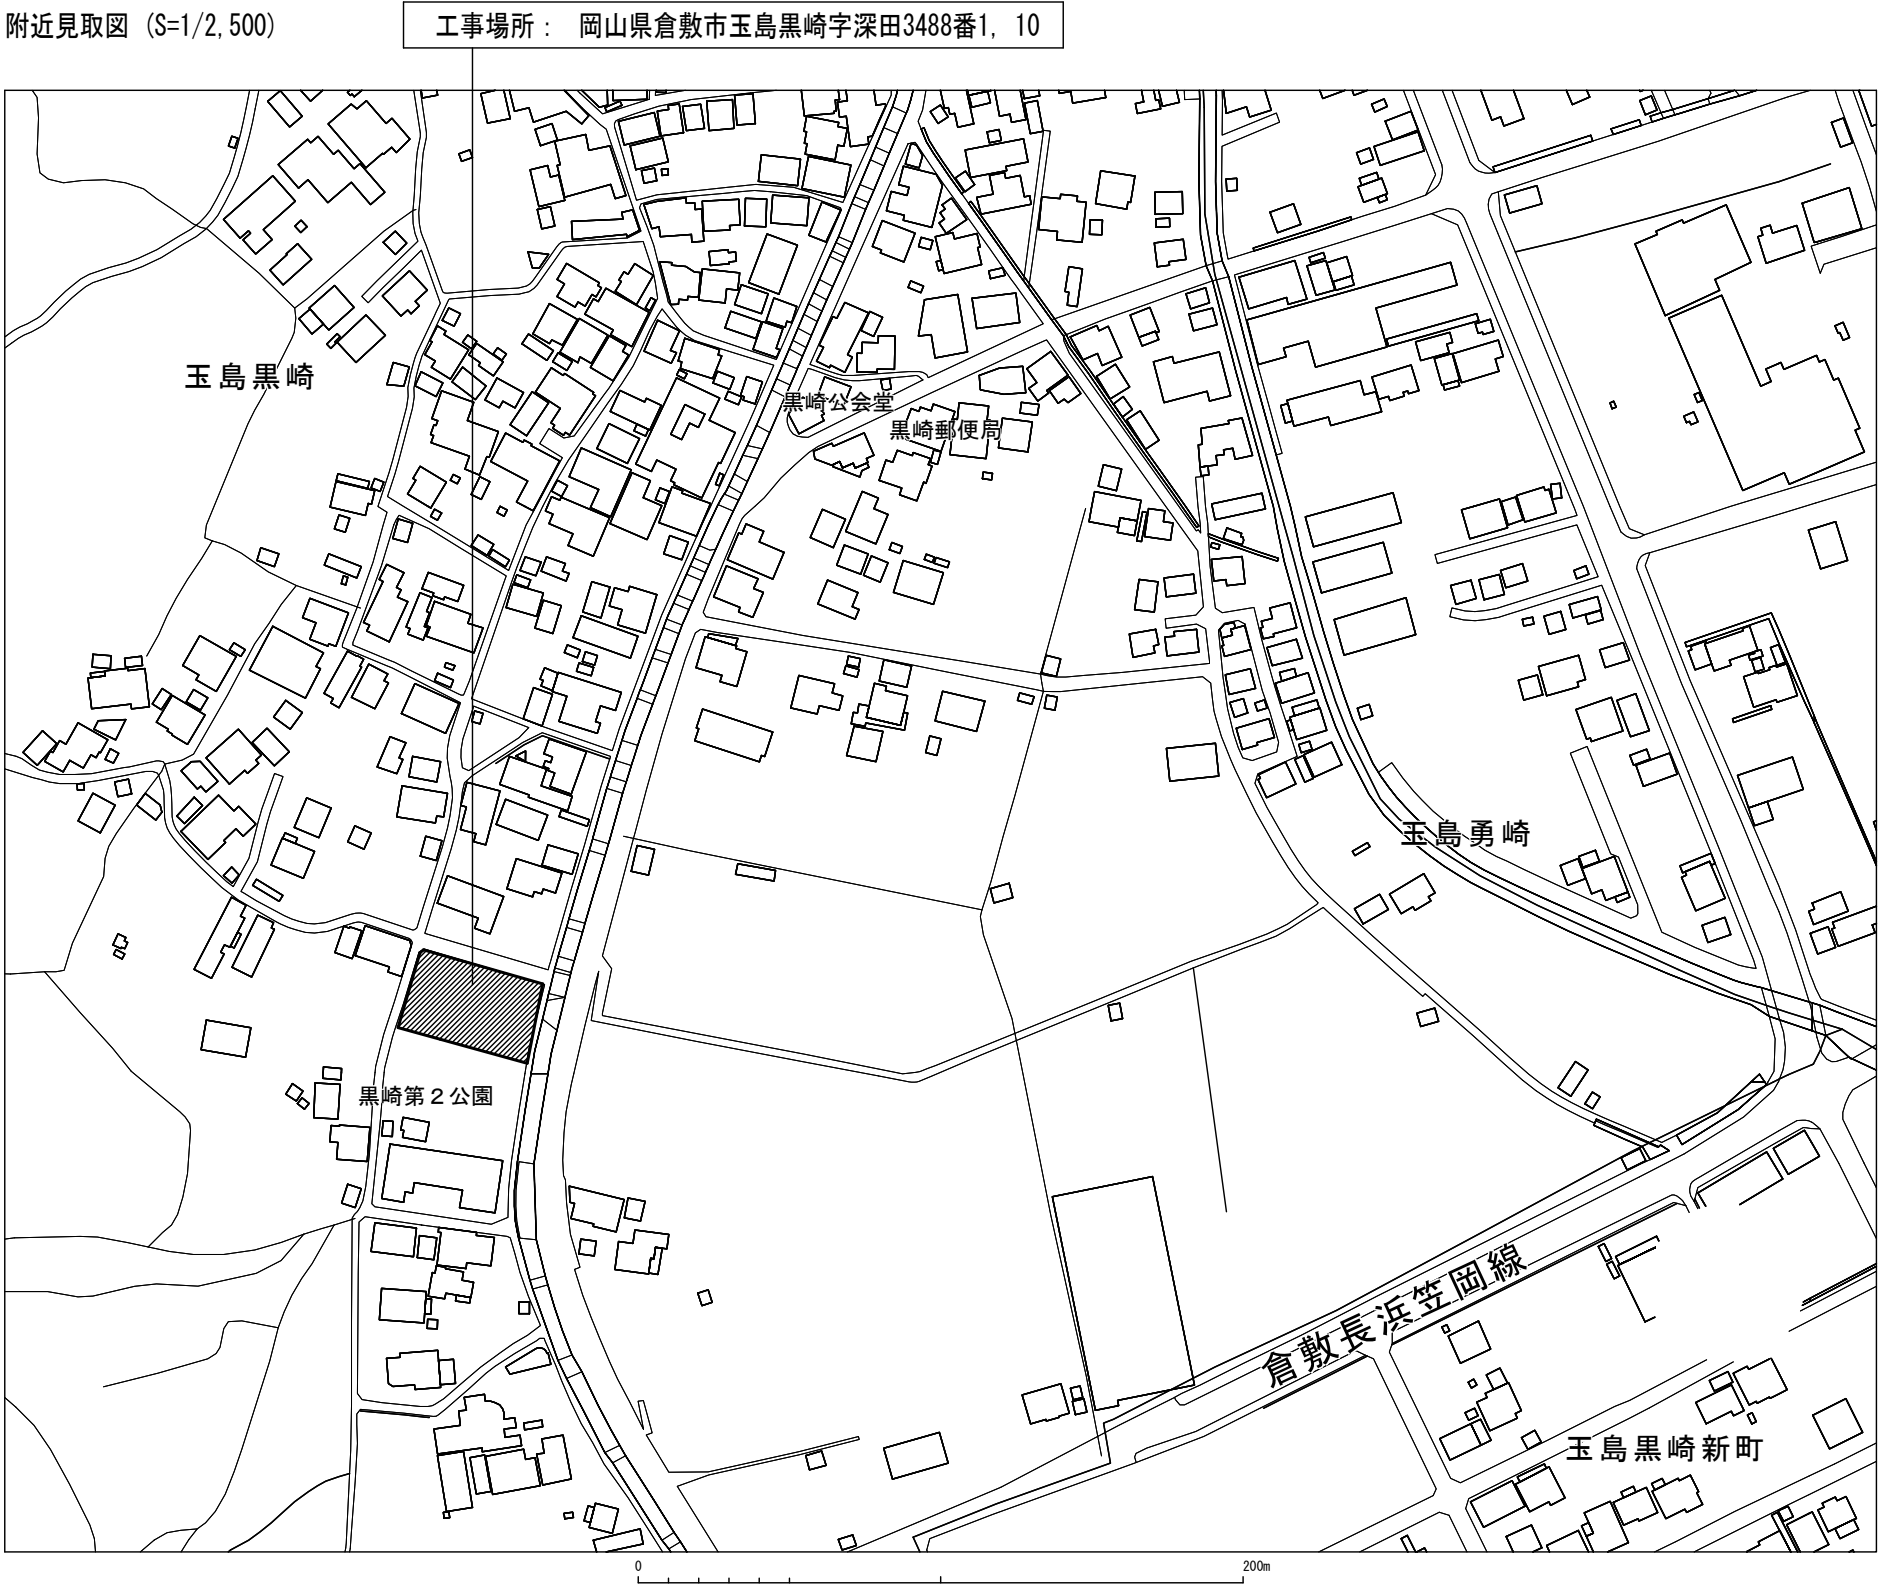 附近見取図 (S=1/2,500)
工事場所： 岡山県倉敷市玉島黒崎字深田3488番1, 10
玉島黒崎
黒崎公会堂
黒崎郵便局
玉島勇崎
黒崎第２公園
倉敷長浜笠岡線
玉島黒崎新町
0 200m